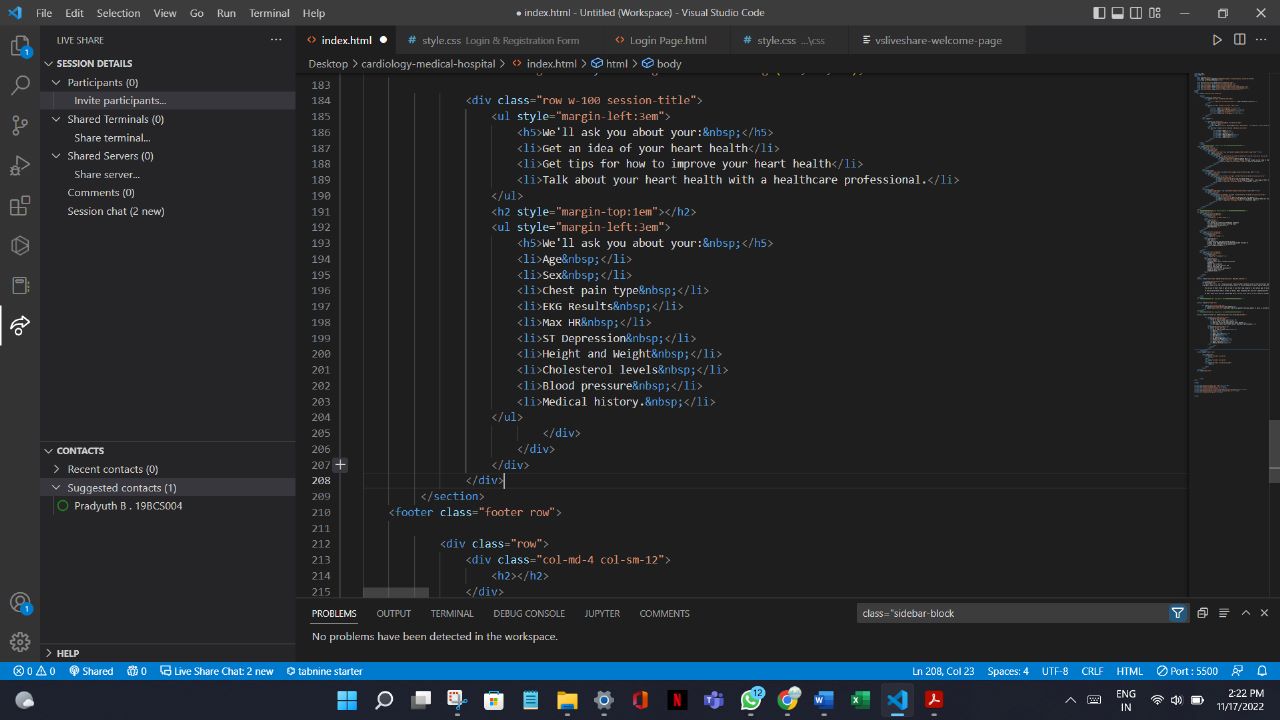 File Edit Selection View Go Run Terminal Help
● index.html - Untitled (Workspace) - Visual Studio Code
LIVE SHARE
SESSION DETAILS
Participants (0)
Invite participants...
Shared Terminals (0)
Share terminal...
Shared Servers (0)
Share server...
Comments (0)
Session chat (2 new)
CONTACTS
Recent contacts (0)
Suggested contacts (1)
Pradyuth B . 19BCS004
HELP
1
1
index.html
style.css Login & Registration Form
Login Page.html
style.css ...\css
vsliveshare-welcome-page
Desktop > cardiology-medical-hospital > index.html > html > body
183
184 <div class="row w-100 session-title">
185 <ul style="margin-left:3em">
186 <h5>We'll ask you about your:&nbsp;</h5>
187 <li>Get an idea of your heart health</li>
188 <li>Get tips for how to improve your heart health</li>
189 <li>Talk about your heart health with a healthcare professional.</li>
190 </ul>
191 <h2 style="margin-top:1em"></h2>
192 <ul style="margin-left:3em">
193 <h5>We'll ask you about your:&nbsp;</h5>
194 <li>Age&nbsp;</li>
195 <li>Sex&nbsp;</li>
196 <li>Chest pain type&nbsp;</li>
197 <li>EKG Results&nbsp;</li>
198 <li>Max HR&nbsp;</li>
199 <li>ST Depression&nbsp;</li>
200 <li>Height and Weight&nbsp;</li>
201 <li>Cholesterol levels&nbsp;</li>
202 <li>Blood pressure&nbsp;</li>
203 <li>Medical history.&nbsp;</li>
204 </ul>
205 </div>
206 </div>
207 </div>
208 </div>
209 </section>
210 <footer class="footer row">
211
212 <div class="row">
213 <div class="col-md-4 col-sm-12">
214 <h2></h2>
215 </div>
PROBLEMS OUTPUT TERMINAL DEBUG CONSOLE JUPYTER COMMENTS
class="sidebar-block
No problems have been detected in the workspace.
0 0 Shared 0 Live Share Chat: 2 new tabnine starter
Ln 208, Col 23 Spaces: 4 UTF-8 CRLF HTML Port : 5500
12
ENG
IN
2:22 PM
11/17/2022